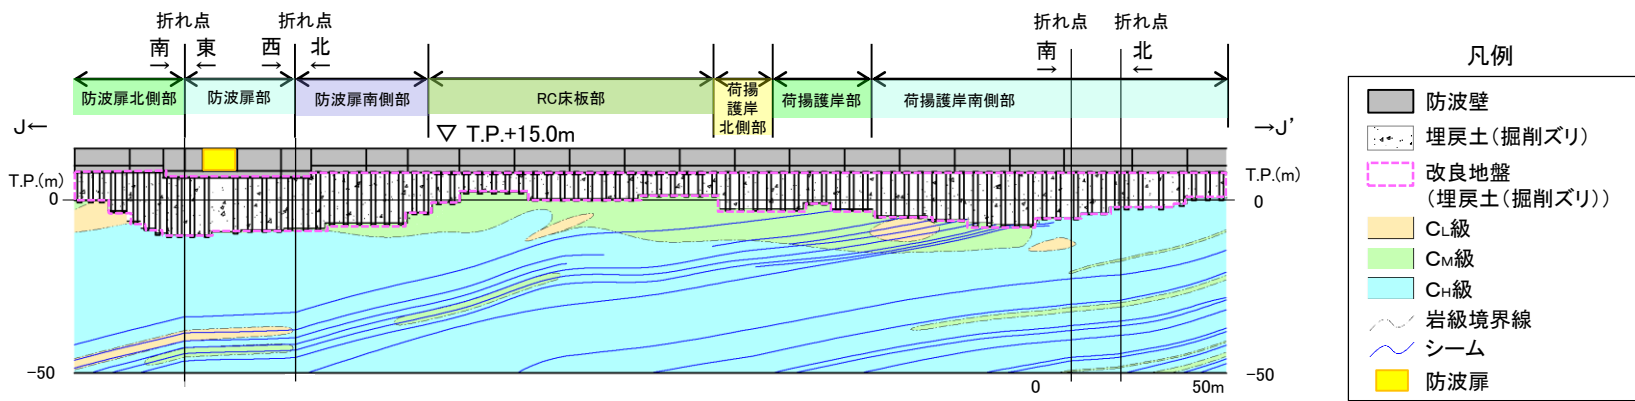 折れ点
折れ点
折れ点
折れ点
凡例
南 東 西 北
南 北
→ ← → ←
→ ←
防波扉北側部
防波扉部
防波扉南側部
RC床板部
荷揚
護岸
北側部
荷揚護岸部
荷揚護岸南側部
J←
▽ T.P.+15.0m
→J’
T.P.(m)
T.P.(m)
0
0
-50
-50
0 50m
防波壁
埋戻土(掘削ズリ)
改良地盤
(埋戻土(掘削ズリ))
CL級
CM級
CH級
岩級境界線
シーム
防波扉